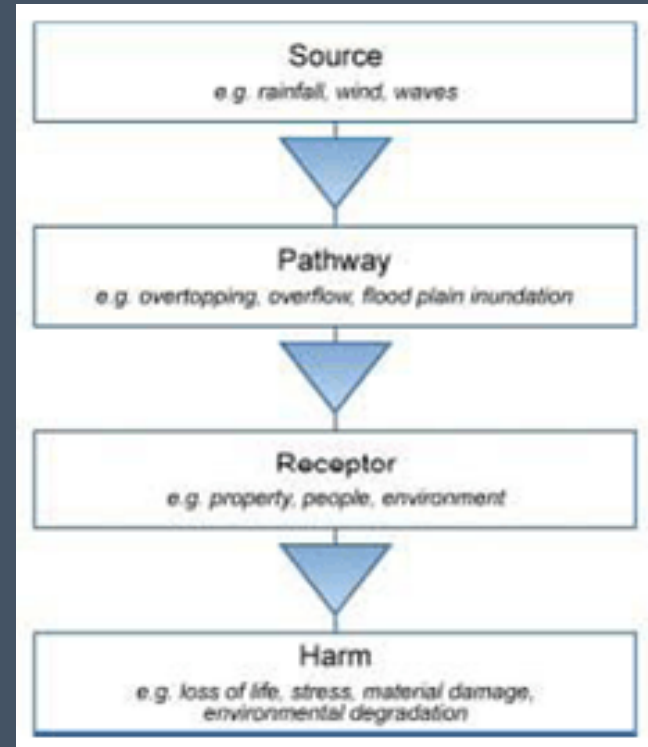 Source
e.g. rainfall, wind, waves
Pathway
e.g. overtopping, overflow, flood plain inundation
Receptor
e.g. property, people, environment
Harm
e.g. loss of life, stress, material damage,
environmental degradation